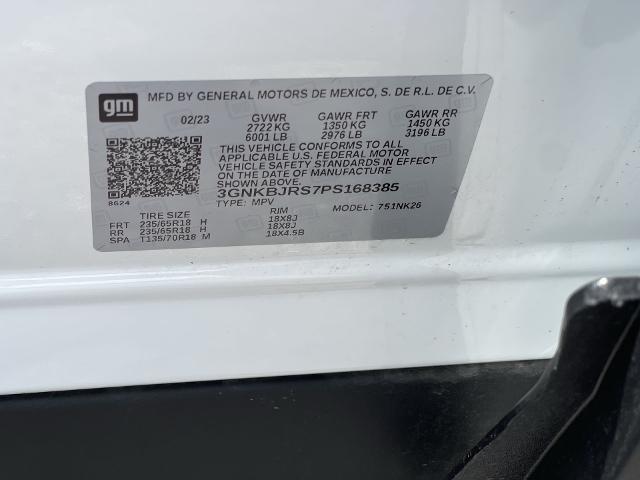 gm
MFD BY GENERAL MOTORS DE MEXICO, S. DE R.L. DE C.V.
02/23 GVWR GAWR FRT GAWR RR
2722 KG 1350 KG 1450 KG
6001 LB 2976 LB 3196 LB
THIS VEHICLE CONFORMS TO ALL
APPLICABLE U.S. FEDERAL MOTOR
VEHICLE SAFETY STANDARDS IN EFFECT
ON THE DATE OF MANUFACTURE
SHOWN ABOVE.
8624 3GNKBJRS7PS168385
TYPE: MPV MODEL: 751NK26
TIRE SIZE RIM
FRT 235/65R18 H 18X8J
RR 235/65R18 H 18X8J
SPA T135/70R18 M 18X4.5B